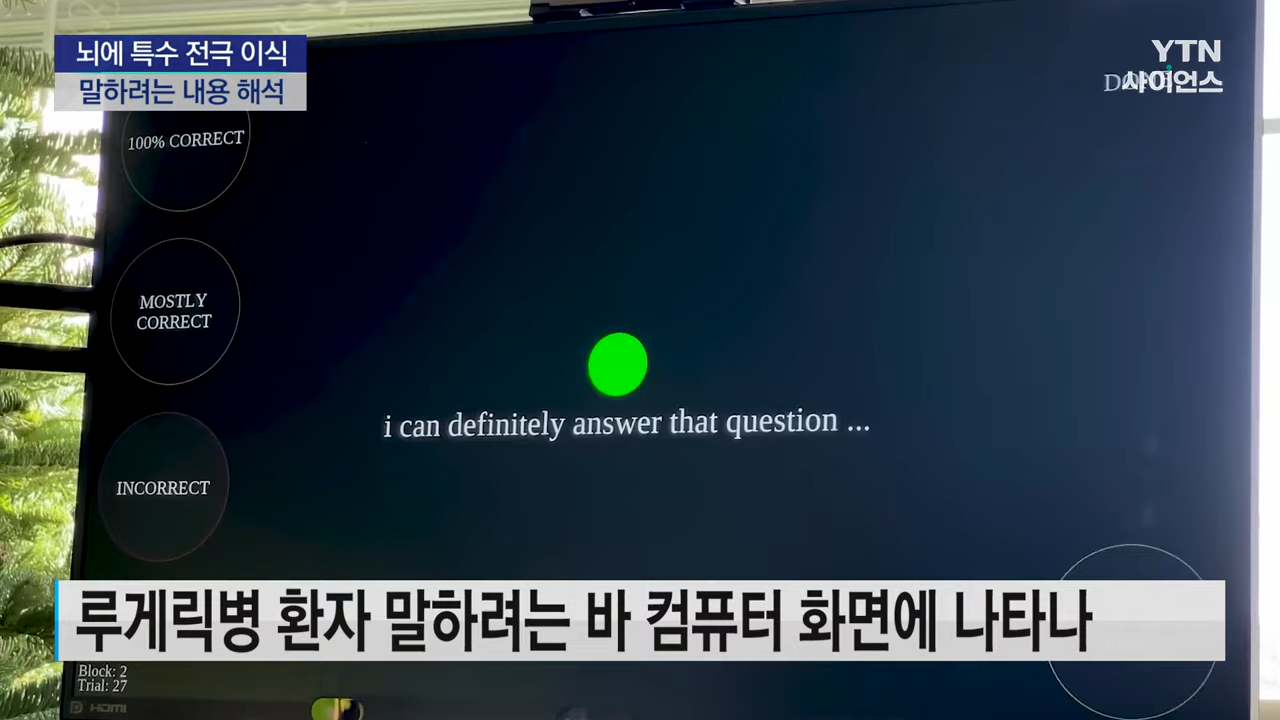 뇌에 특수 전극 이식
말하려는 내용 해석
YTN
사이언스
100% CORRECT
MOSTLY
CORRECT
INCORRECT
i can definitely answer that question ...
루게릭병 환자 말하려는 바 컴퓨터 화면에 나타나
Block: 2
Trial: 27
HDMI